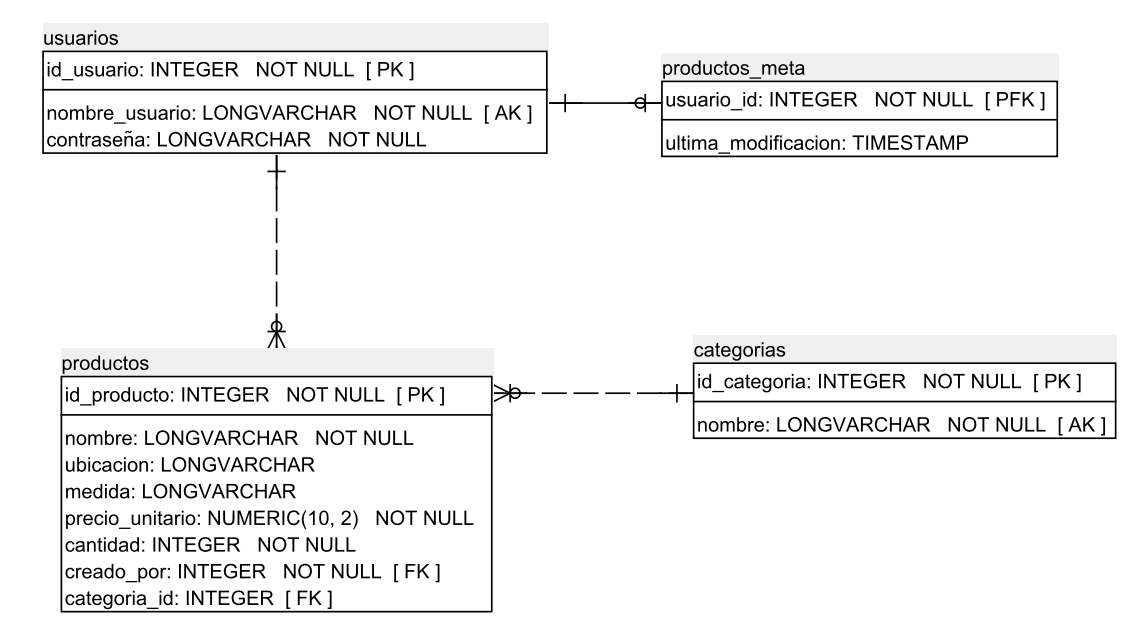 usuarios
id_usuario: INTEGER NOT NULL [ PK ]
nombre_usuario: LONGVARCHAR NOT NULL [ AK ]
contraseña: LONGVARCHAR NOT NULL
productos_meta
usuario_id: INTEGER NOT NULL [ PFK ]
ultima_modificacion: TIMESTAMP
productos
id_producto: INTEGER NOT NULL [ PK ]
nombre: LONGVARCHAR NOT NULL
ubicacion: LONGVARCHAR
medida: LONGVARCHAR
precio_unitario: NUMERIC(10, 2) NOT NULL
cantidad: INTEGER NOT NULL
creado_por: INTEGER NOT NULL [ FK ]
categoria_id: INTEGER [ FK ]
categorias
id_categoria: INTEGER NOT NULL [ PK ]
nombre: LONGVARCHAR NOT NULL [ AK ]